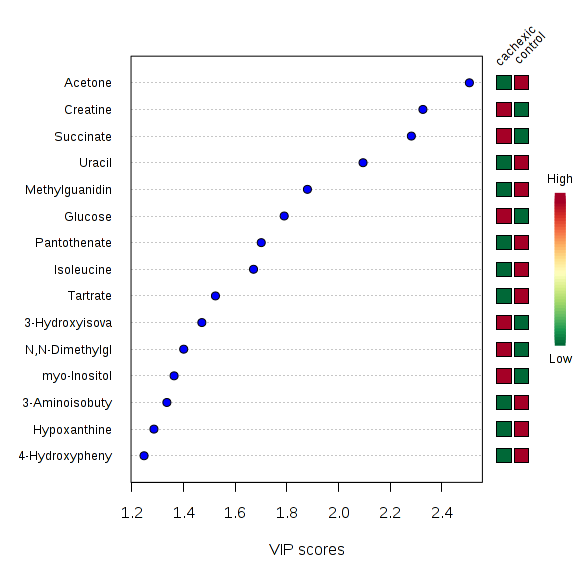 cachexic
control
Acetone
Creatine
Succinate
Uracil
Methylguanidin
Glucose
Pantothenate
Isoleucine
Tartrate
3-Hydroxyisova
N,N-Dimethylgl
myo-Inositol
3-Aminoisobuty
Hypoxanthine
4-Hydroxypheny
High
Low
1.2 1.4 1.6 1.8 2.0 2.2 2.4
VIP scores